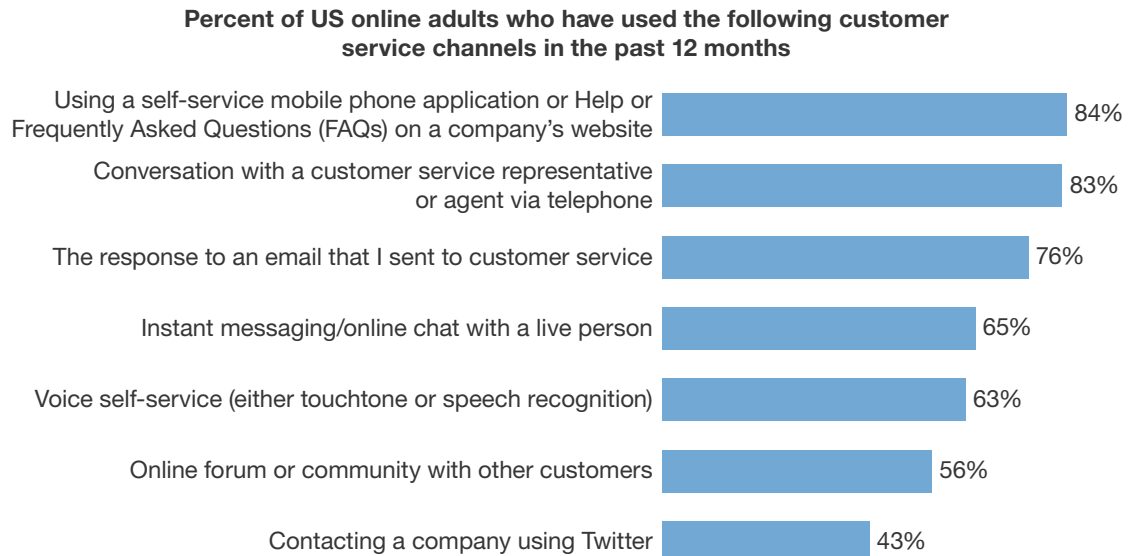 Percent of US online adults who have used the following customer
service channels in the past 12 months
Using a self-service mobile phone application or Help or
Frequently Asked Questions (FAQs) on a company’s website
84%
Conversation with a customer service representative
or agent via telephone
83%
The response to an email that I sent to customer service
76%
Instant messaging/online chat with a live person
65%
Voice self-service (either touchtone or speech recognition)
63%
Online forum or community with other customers
56%
Contacting a company using Twitter
43%